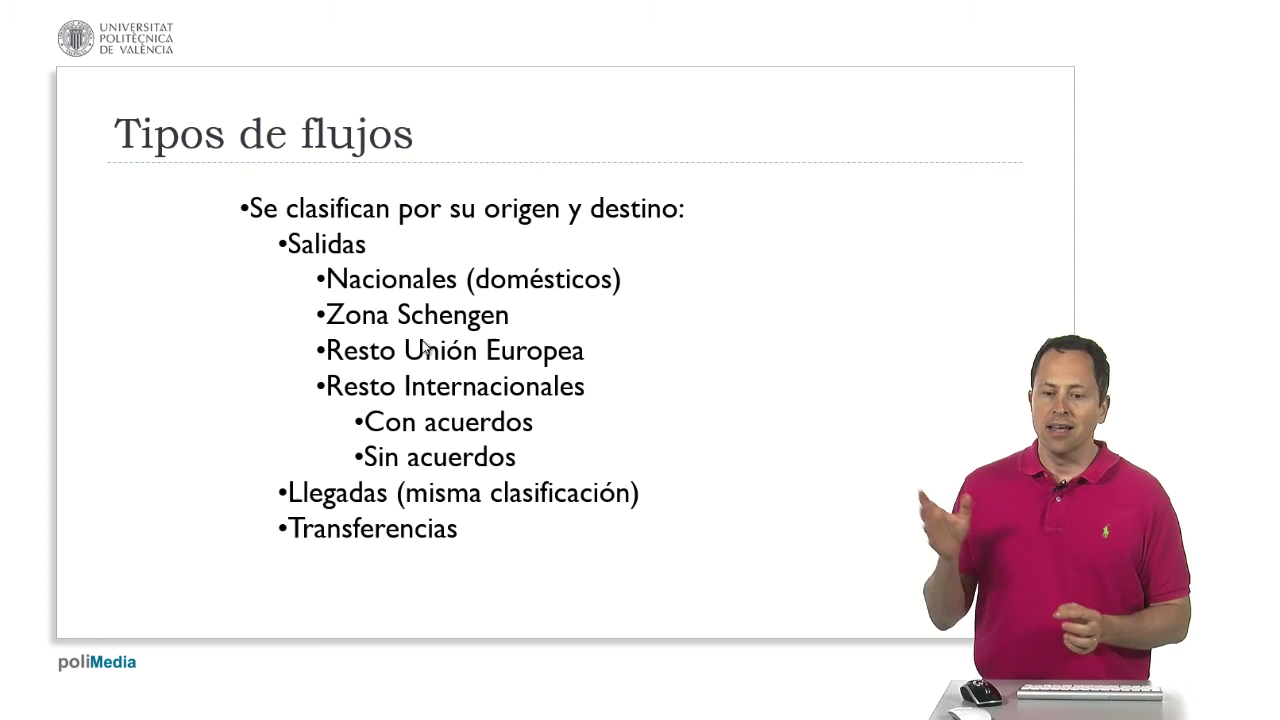 UNIVERSITAT
POLITÈCNICA
DE VALÈNCIA
Tipos de flujos
•Se clasifican por su origen y destino:
•Salidas
•Nacionales (domésticos)
•Zona Schengen
•Resto Unión Europea
•Resto Internacionales
•Con acuerdos
•Sin acuerdos
•Llegadas (misma clasificación)
•Transferencias
poliMedia